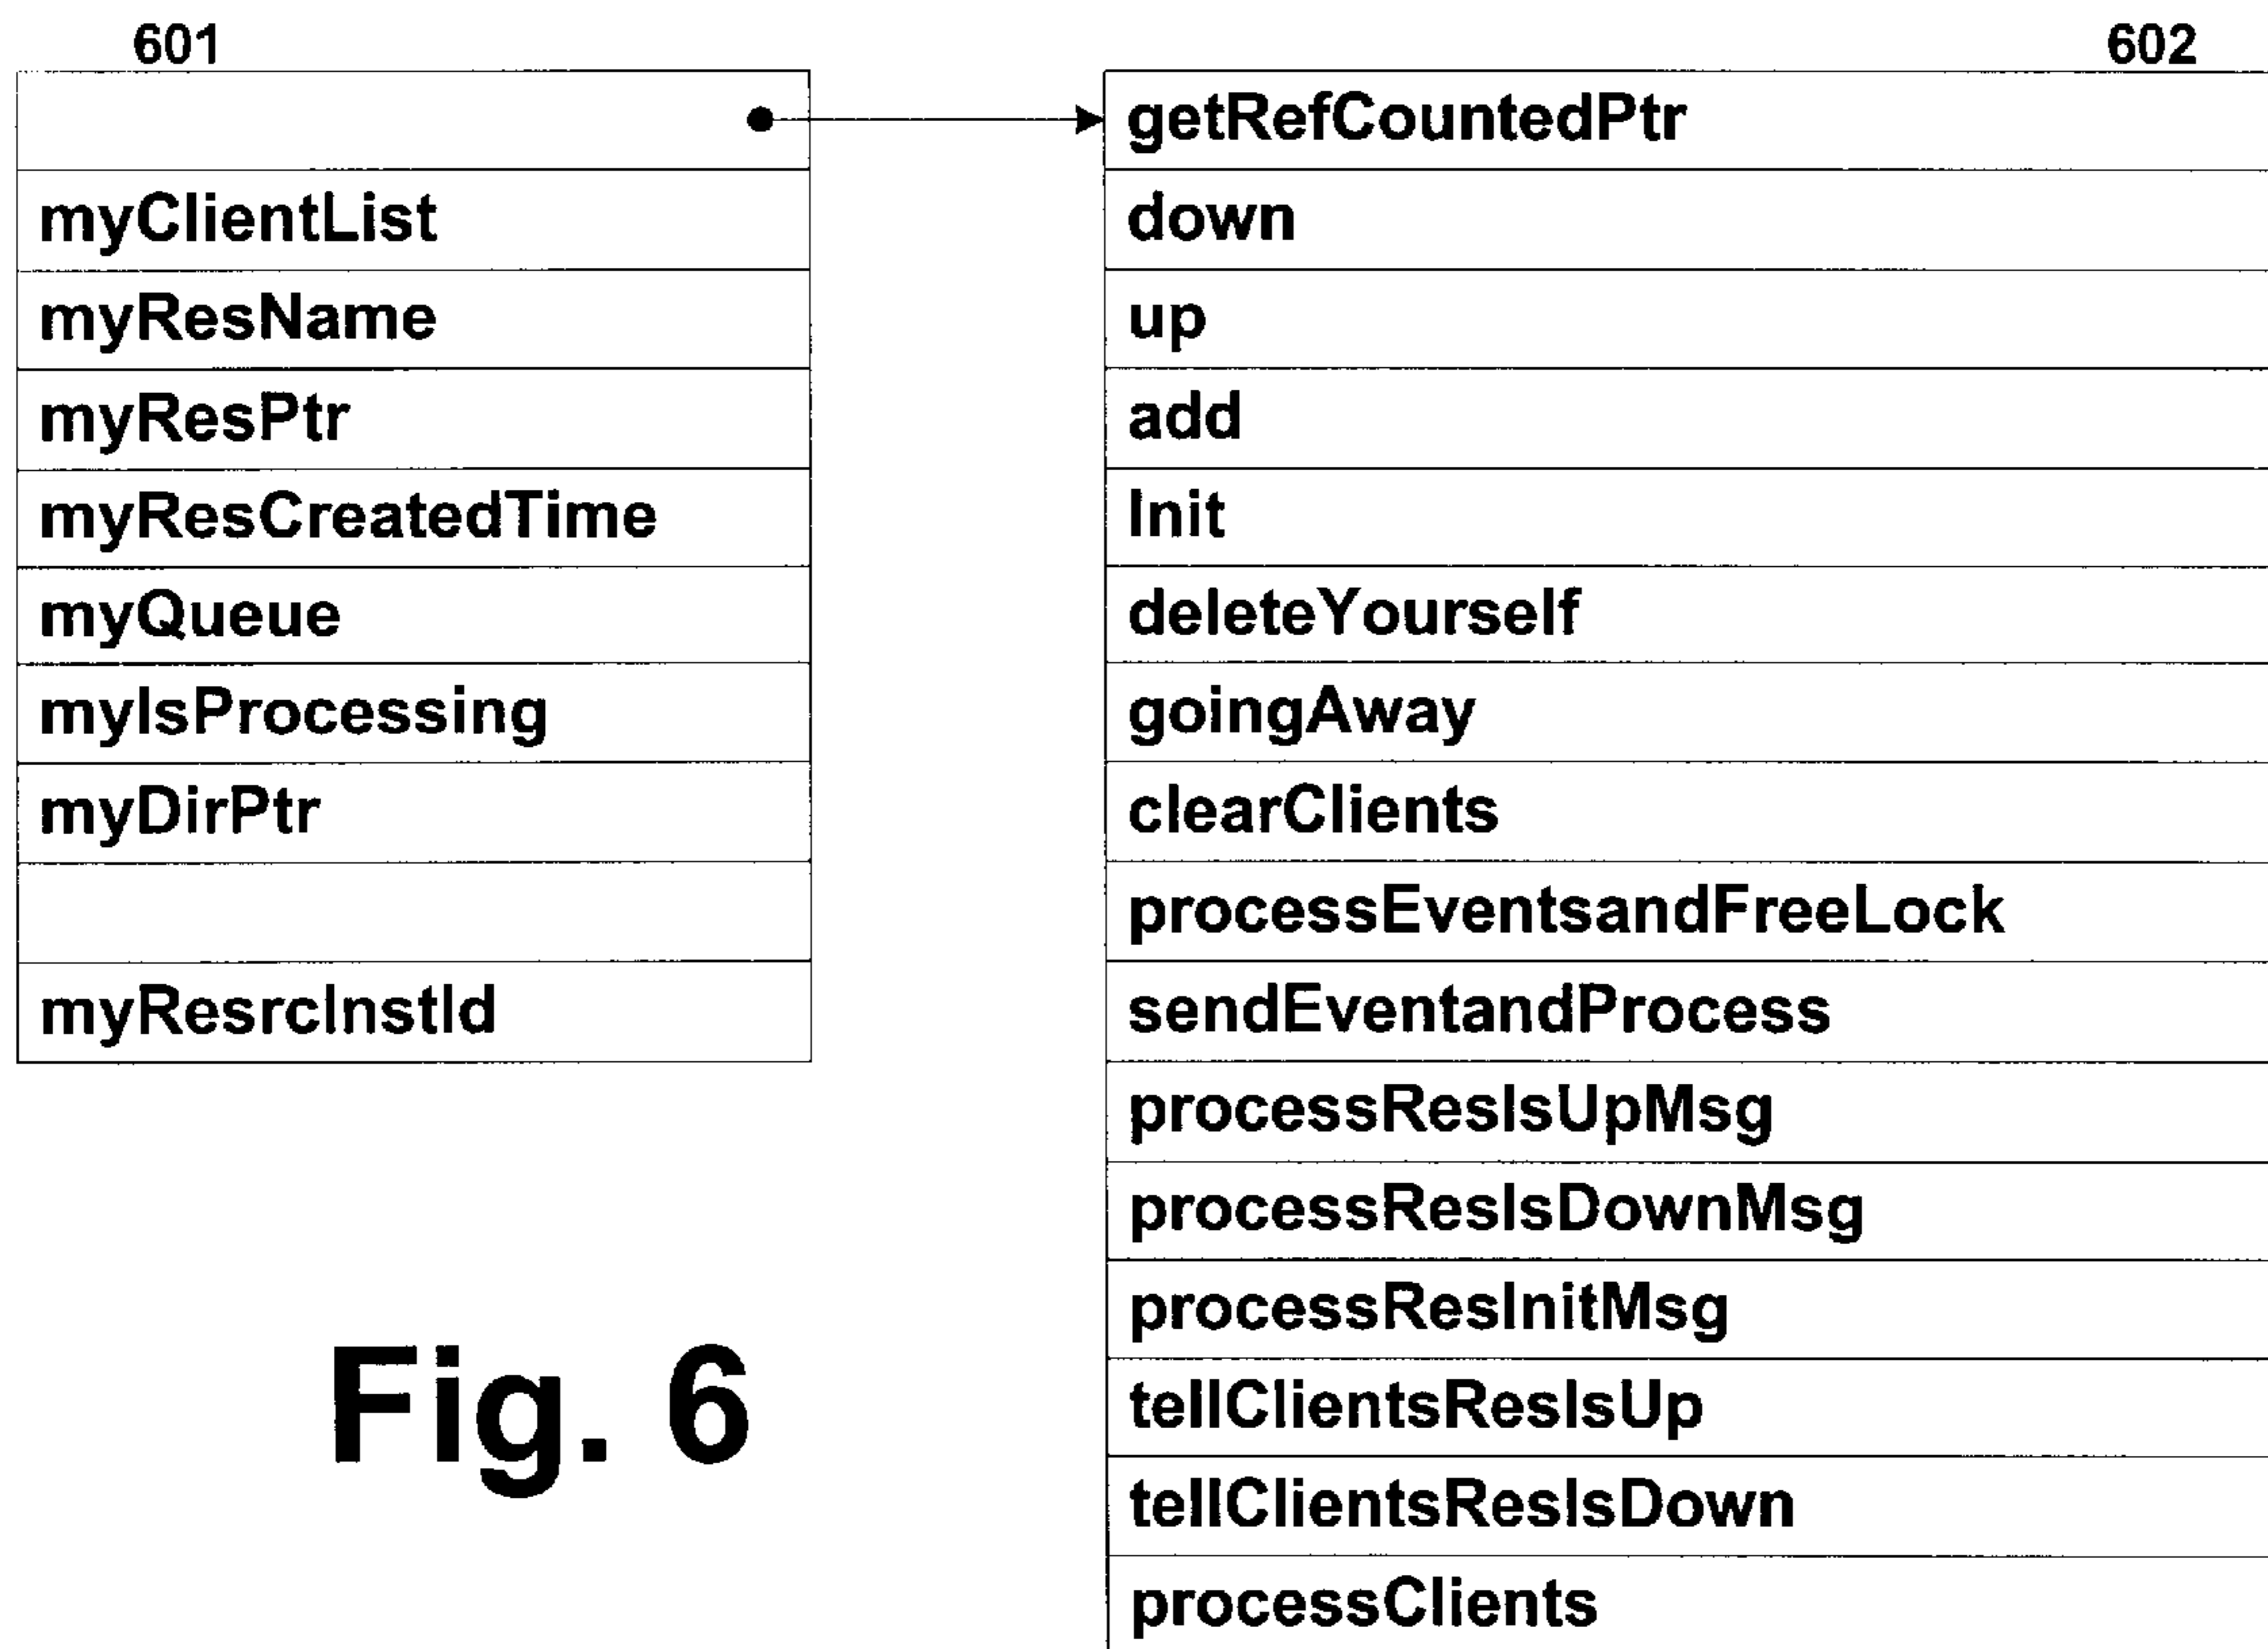 601
myClientList
myResName
myResPtr
myResCreatedTime
myQueue
myIsProcessing
myDirPtr
myResrcInstId
602
getRefCountedPtr
down
up
add
Init
deleteYourself
goingAway
clearClients
processEventsandFreeLock
sendEventandProcess
processResIsUpMsg
processResIsDownMsg
processResInitMsg
tellClientsResIsUp
tellClientsResIsDown
processClients
Fig. 6